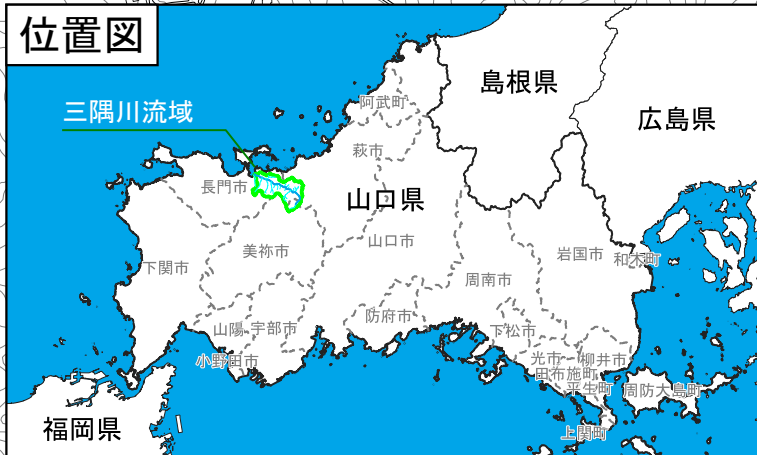 位置図
島根県
広島県
三隅川流域
阿武町
萩市
長門市
山口県
美祢市
山口市
岩国市
和木町
下関市
周南市
防府市
山陽
宇部市
下松市
小野田市
光市
柳井市
田布施町
平生町
周防大島町
上関町
福岡県